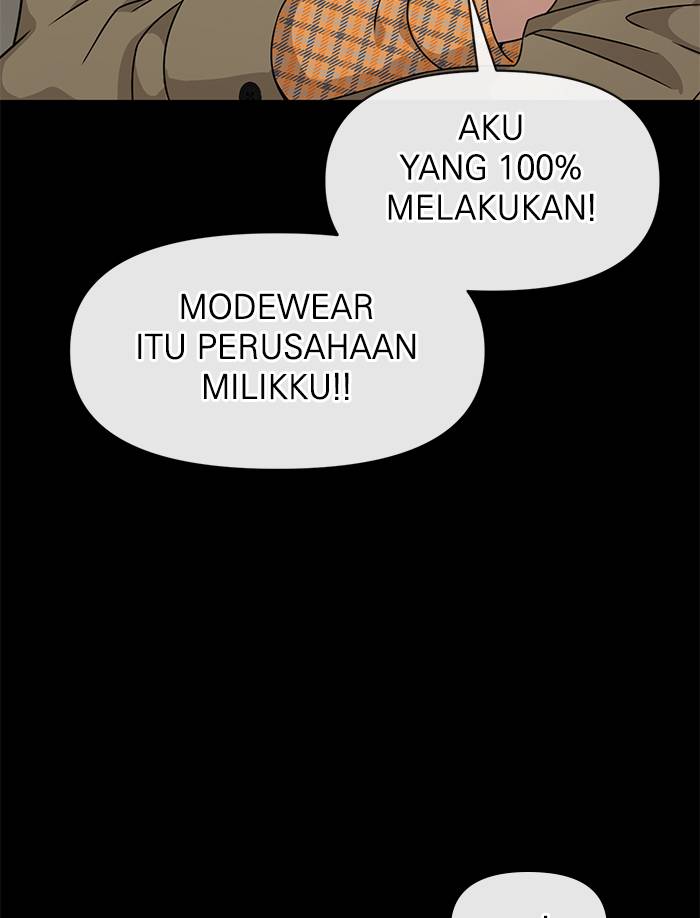 AKU
YANG 100%
MELAKUKAN!
MODEWEAR
ITU PERUSAHAAN
MILIKKU!!